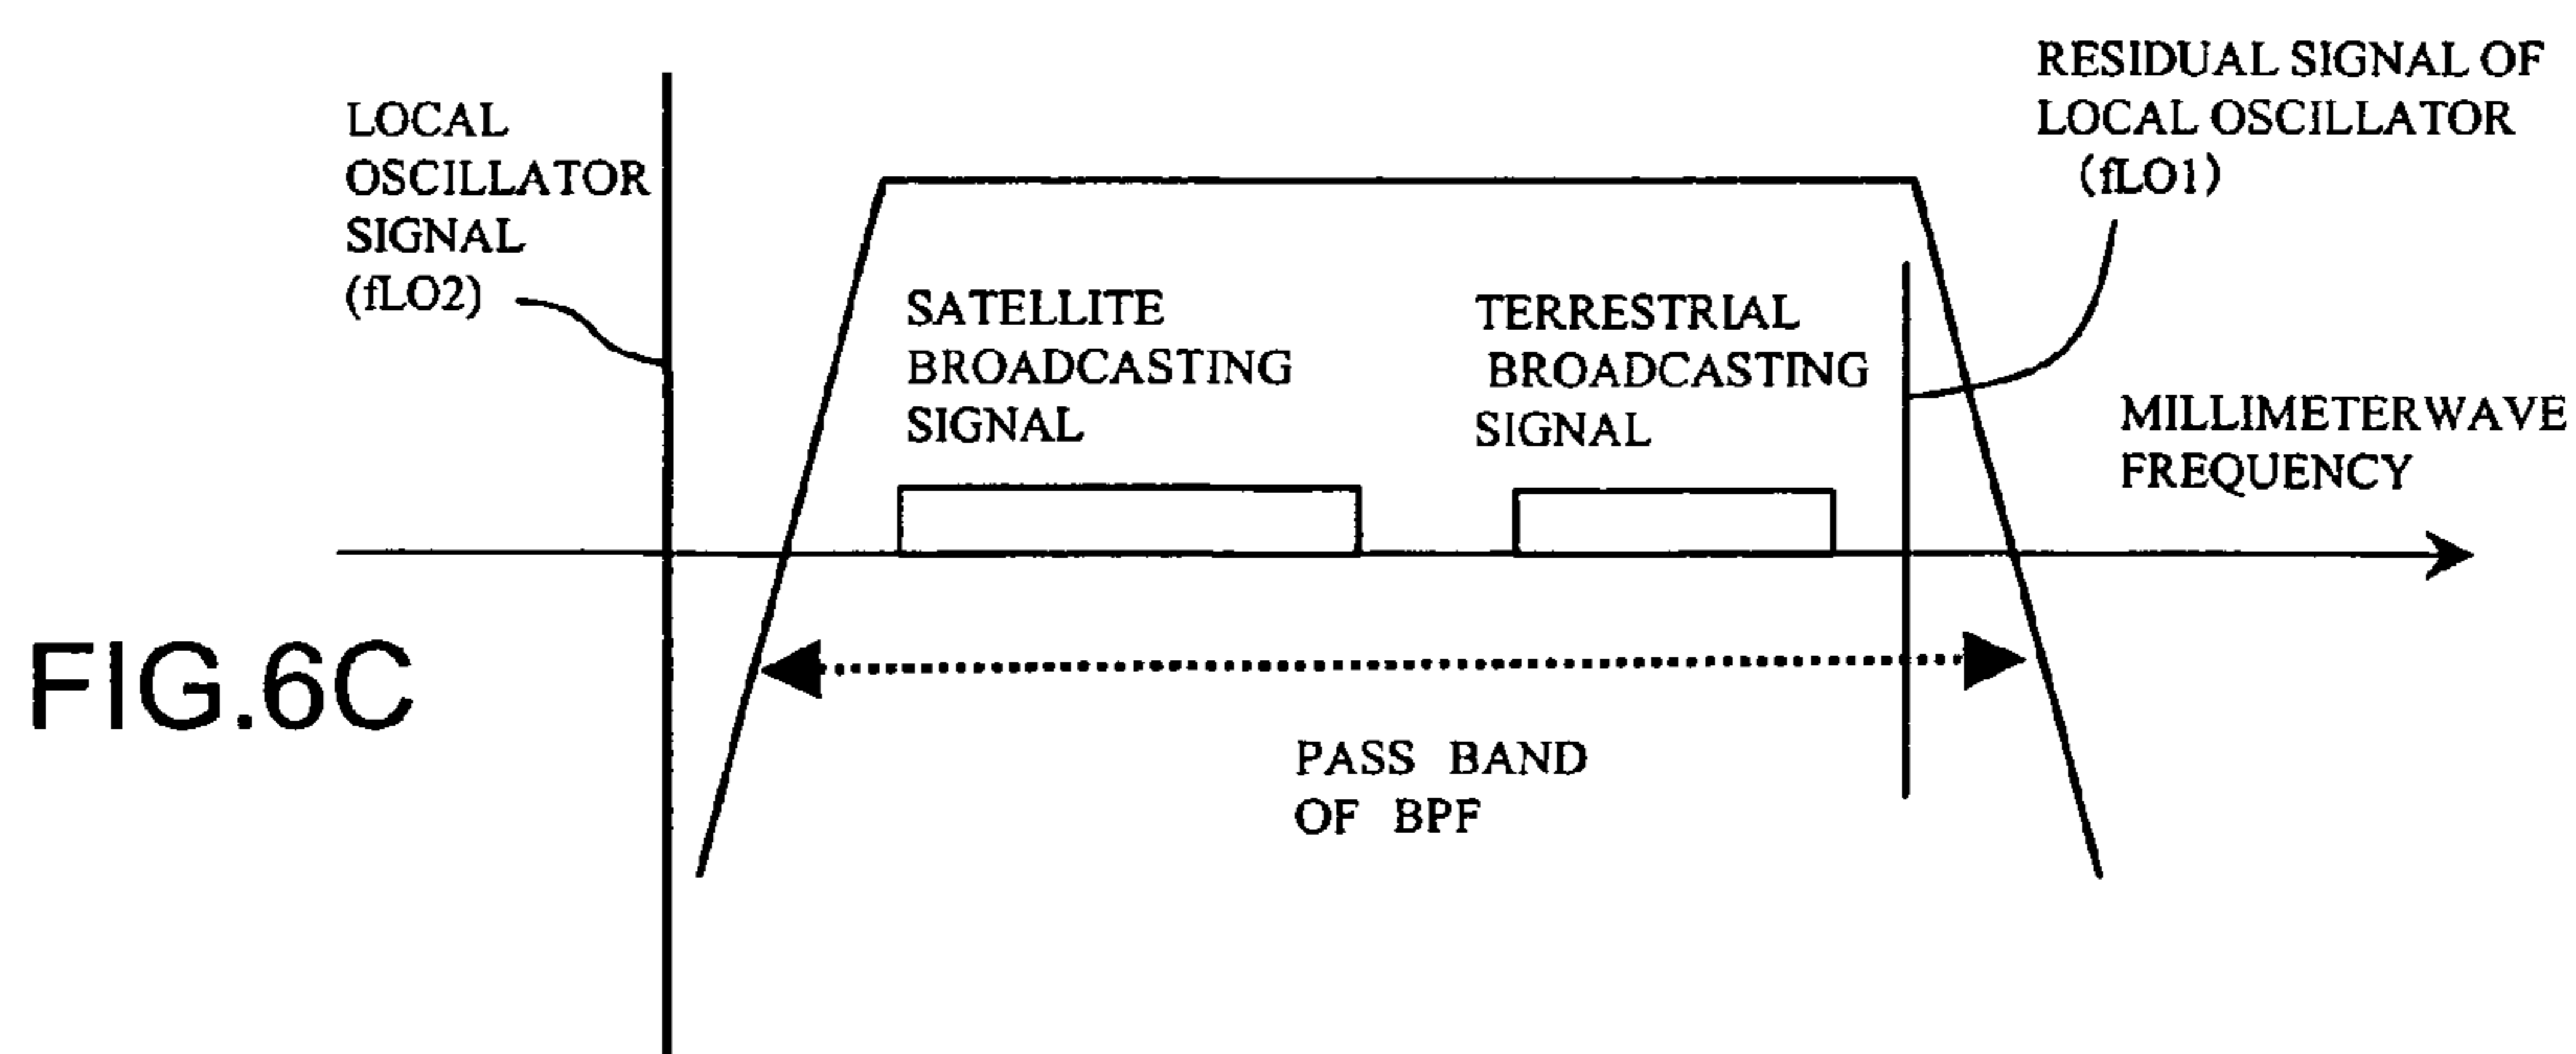 LOCAL
OSCILLATOR
SIGNAL
(fLO2)
SATELLITE
BROADCASTING
SIGNAL
TERRESTRIAL
BROADCASTING
SIGNAL
RESIDUAL SIGNAL OF
LOCAL OSCILLATOR
(fLO1)
MILLIMETERWAVE
FREQUENCY
FIG.6C
PASS BAND
OF BPF